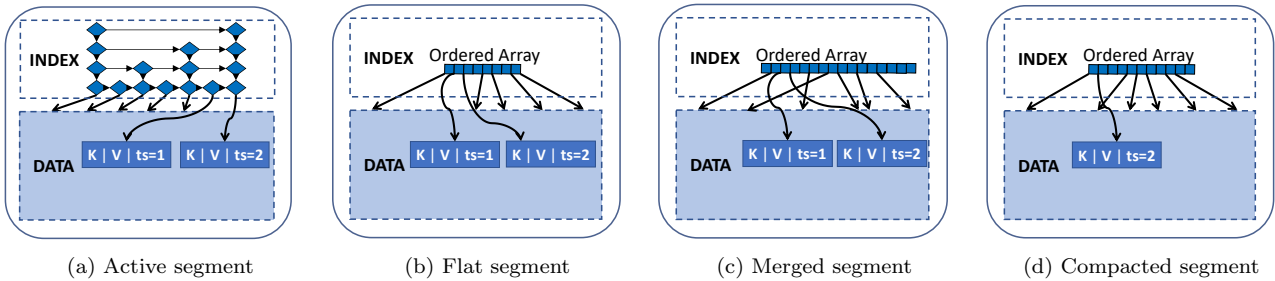 INDEX
DATA
K | V | ts=1
K | V | ts=2
(a) Active segment
INDEX
Ordered Array
DATA
K | V | ts=1
K | V | ts=2
(b) Flat segment
INDEX
Ordered Array
DATA
K | V | ts=1
K | V | ts=2
(c) Merged segment
INDEX
Ordered Array
DATA
K | V | ts=2
(d) Compacted segment